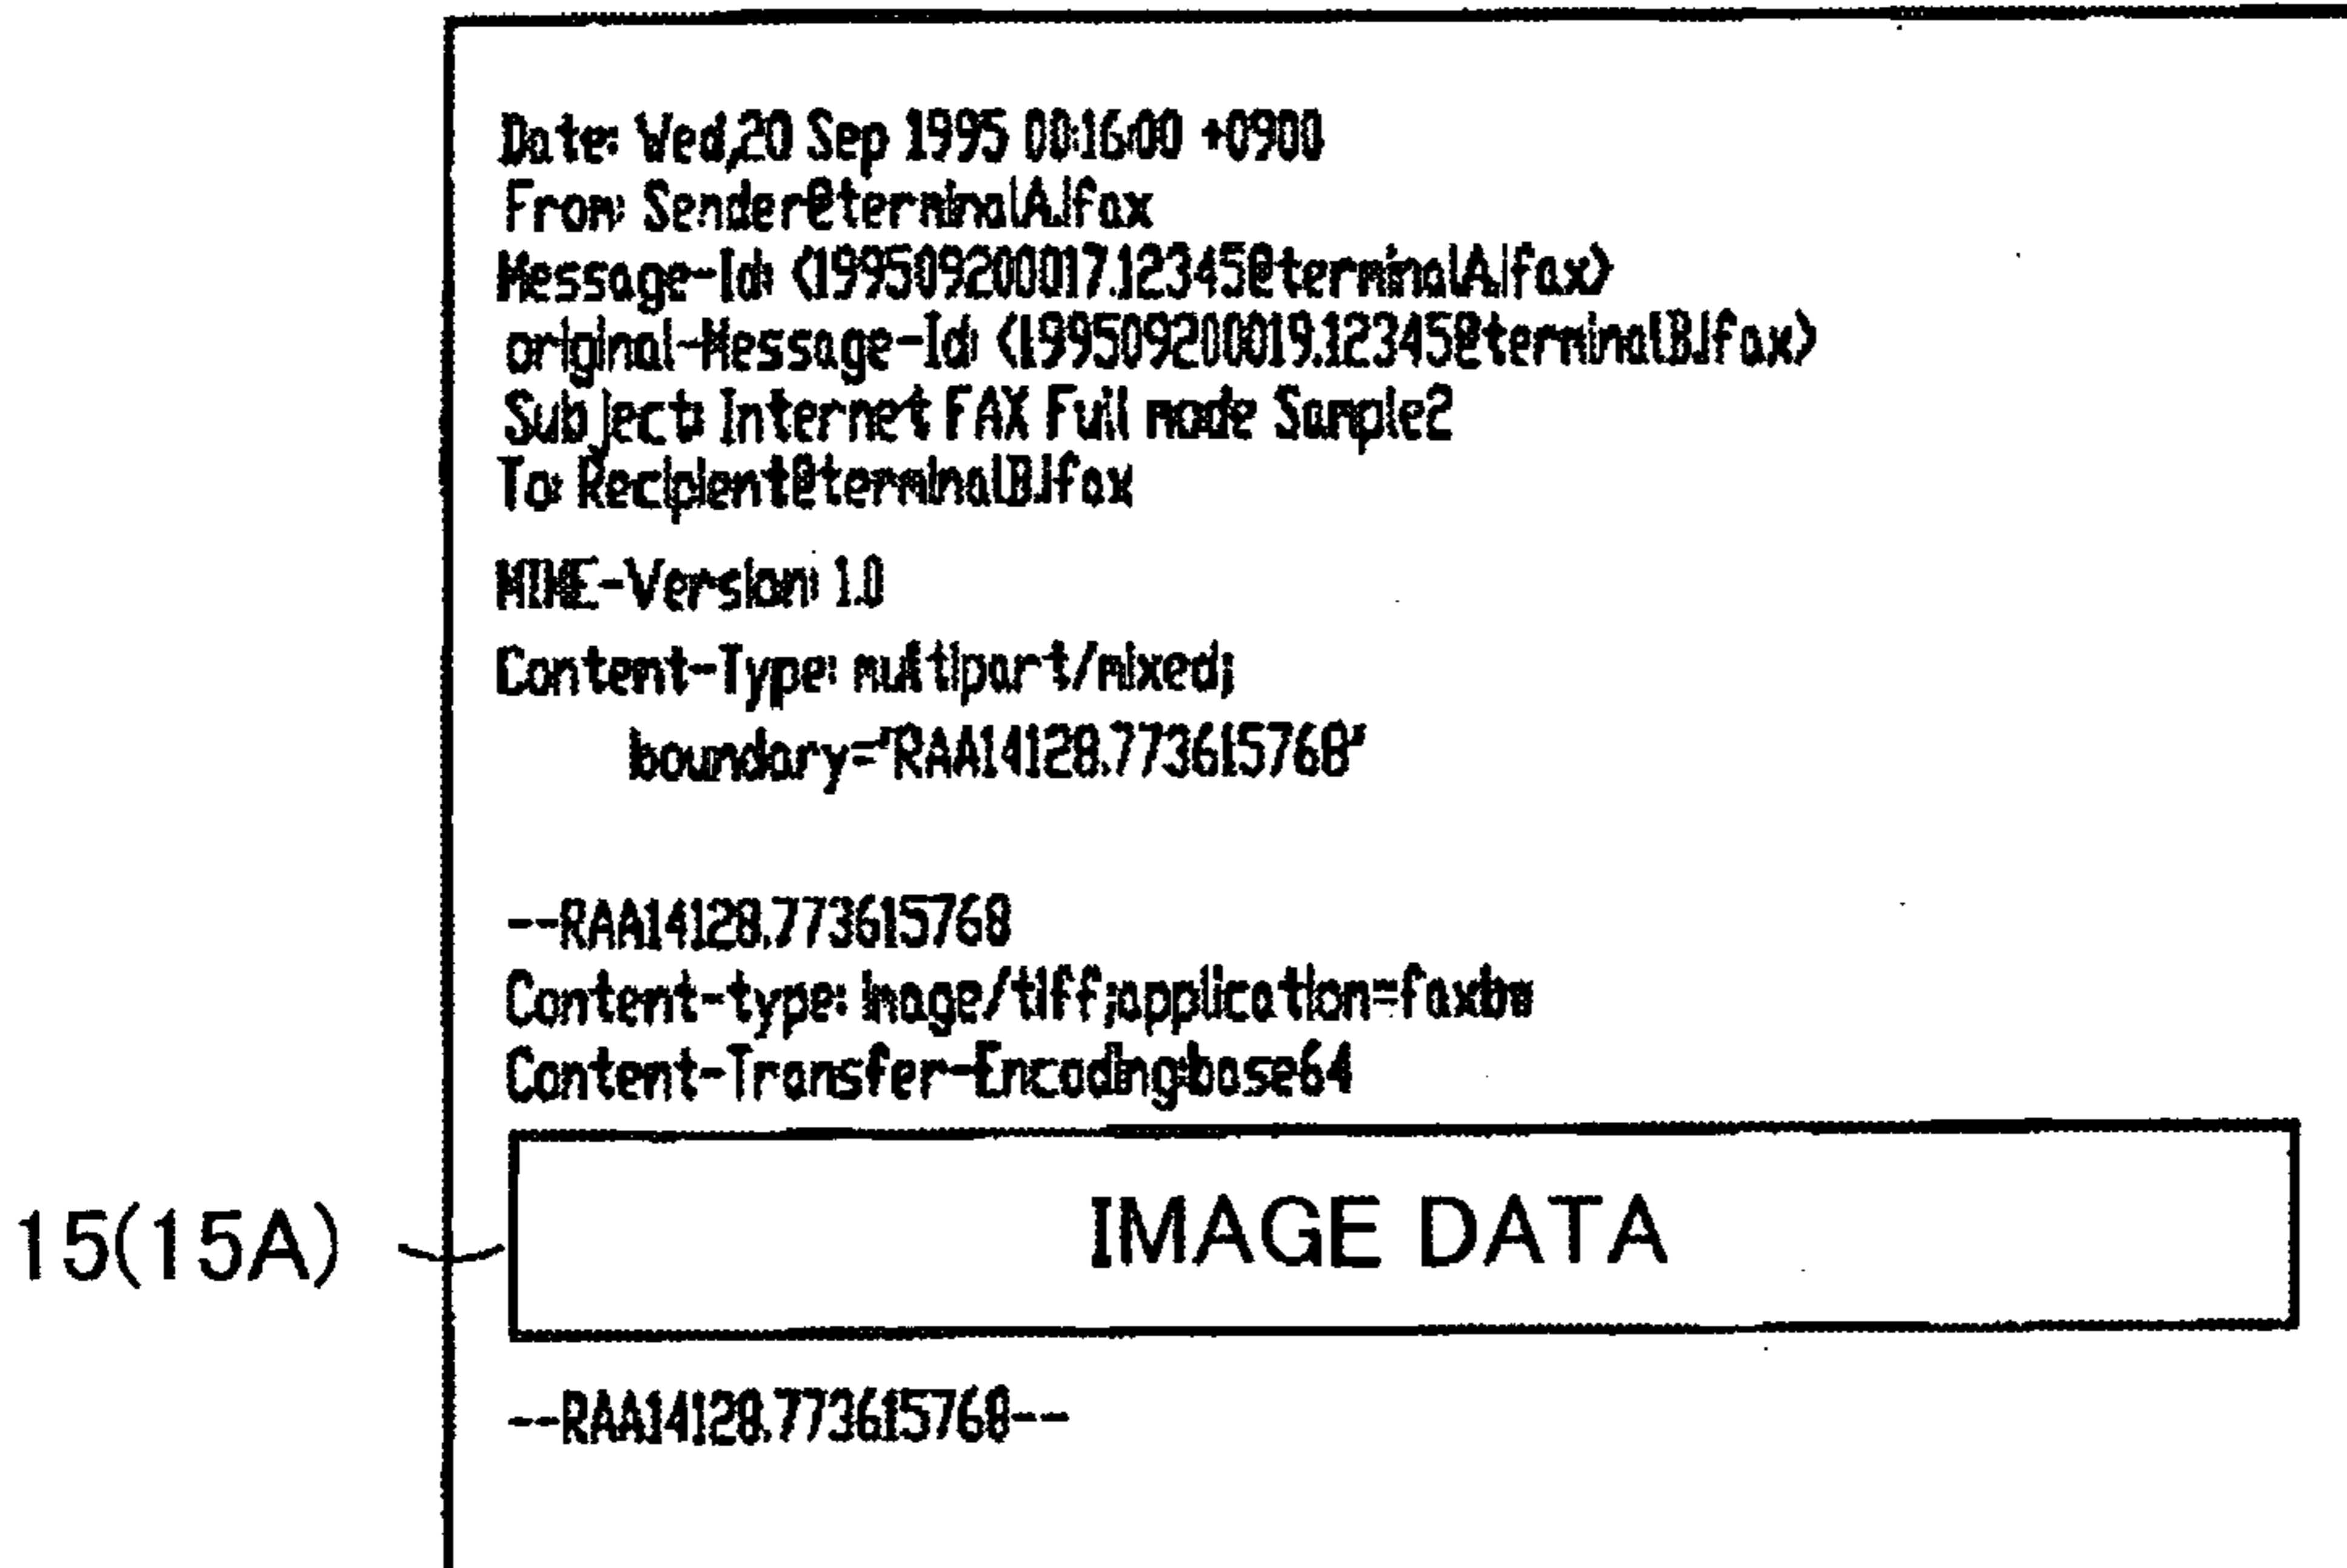 Date: Wed,20 Sep 1995 00:16:00 +0900
From: Sender@terminalA.ifax
Message-Id: <199509200017.12345@terminalA.ifax>
original-Message-Id: <199509200019.12345@terminalB.ifax>
Subject: Internet FAX Full mode Sample2
To: Recipient@terminalB.ifax
MIME-Version: 1.0
Content-Type: multipart/mixed;
boundary="RAA14128.773615768"
--RAA14128.773615768
Content-type: image/tiff;application=faxbw
Content-Transfer-Encoding:base64
15(15A)
IMAGE DATA
--RAA14128.773615768--